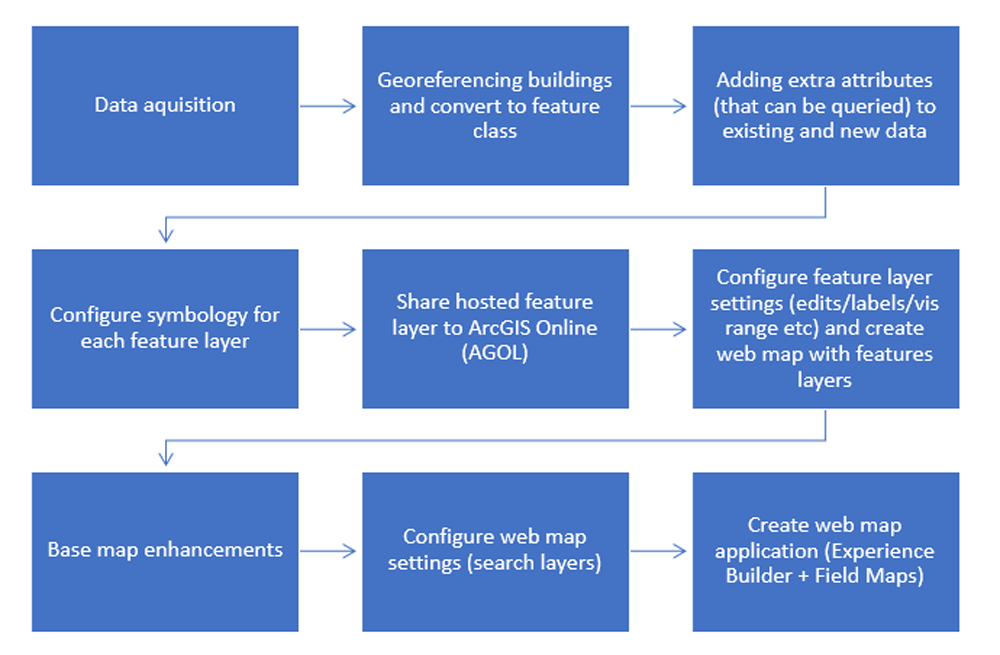 Data aquisition
Georeferencing buildings
and convert to feature
class
Adding extra attributes
(that can be queried) to
existing and new data
Configure symbology for
each feature layer
Share hosted feature
layer to ArcGIS Online
(AGOL)
Configure feature layer
settings (edits/labels/vis
range etc) and create
web map with features
layers
Base map enhancements
Configure web map
settings (search layers)
Create web map
application (Experience
Builder + Field Maps)